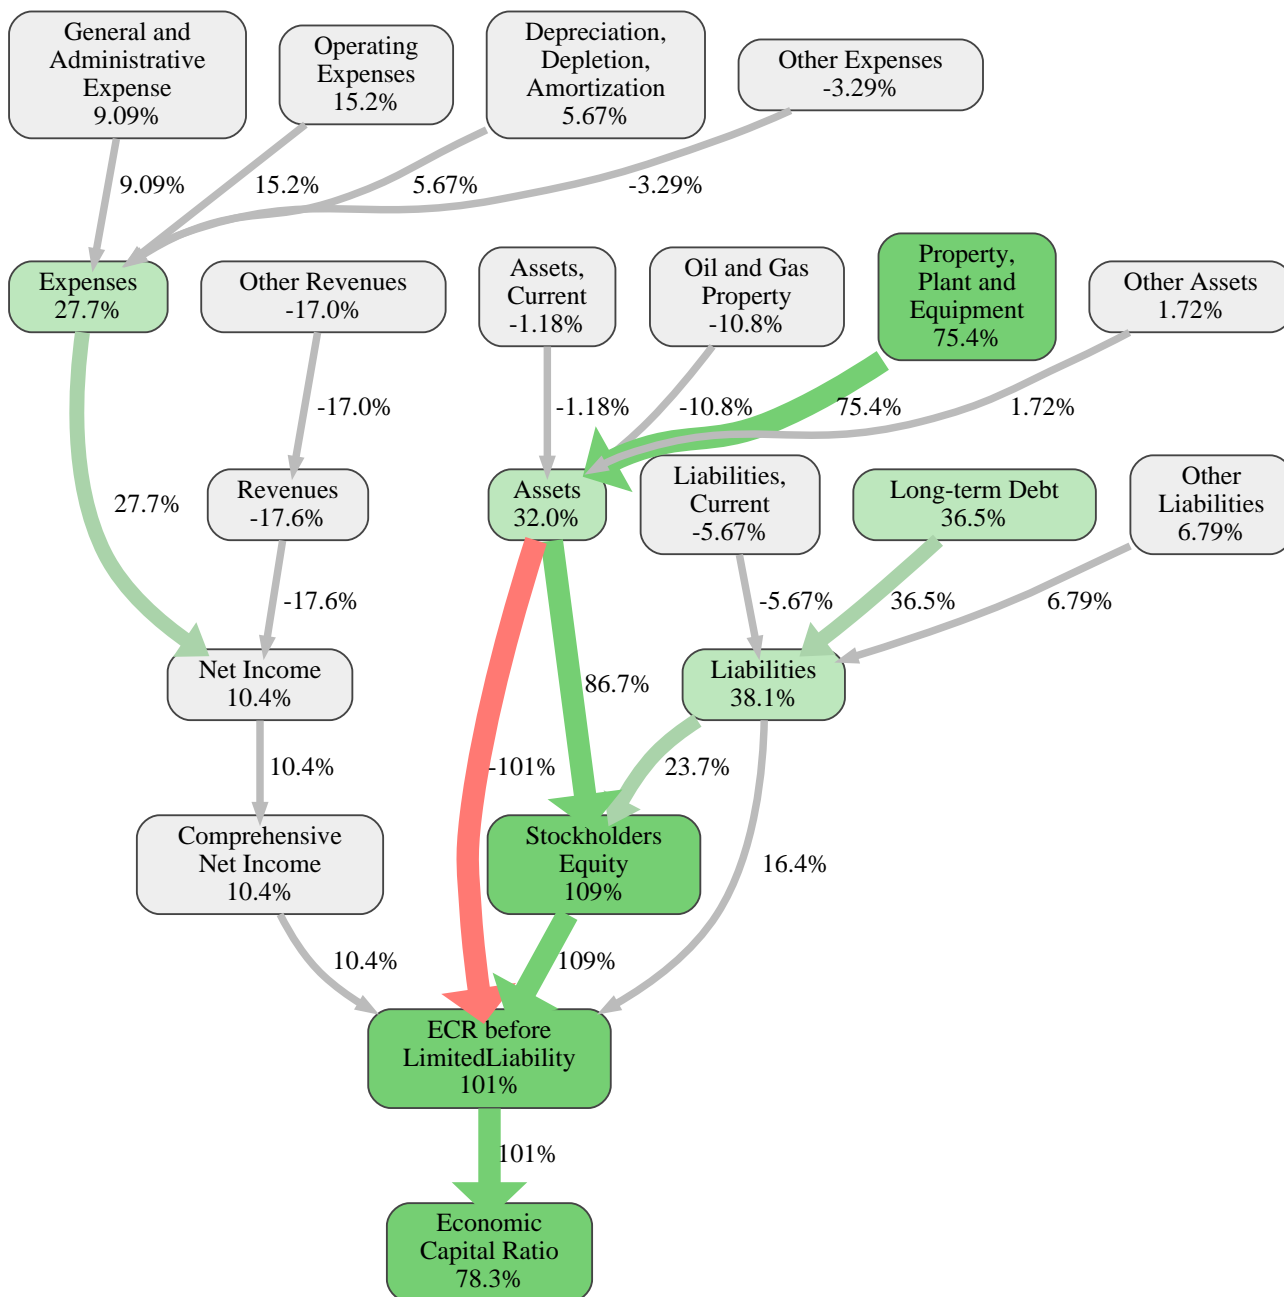 General and
Administrative
Expense
9.09%
Operating
Expenses
15.2%
Depreciation,
Depletion,
Amortization
5.67%
Other Expenses
-3.29%
9.09%
15.2%
5.67%
-3.29%
Expenses
27.7%
Other Revenues
-17.0%
Assets,
Current
-1.18%
Oil and Gas
Property
-10.8%
Property,
Plant and
Equipment
75.4%
Other Assets
1.72%
-17.0%
-1.18%
-10.8%
75.4%
1.72%
27.7%
Revenues
-17.6%
Assets
32.0%
Liabilities,
Current
-5.67%
Long-term Debt
36.5%
Other
Liabilities
6.79%
-17.6%
-5.67%
36.5%
6.79%
Net Income
10.4%
86.7%
Liabilities
38.1%
10.4%
-101%
23.7%
Comprehensive
Net Income
10.4%
Stockholders
Equity
109%
16.4%
10.4%
109%
ECR before
LimitedLiability
101%
101%
Economic
Capital Ratio
78.3%